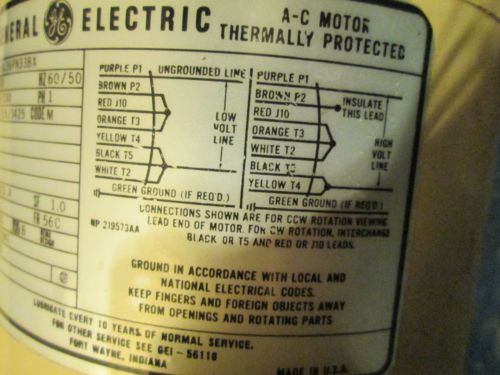 GENERAL GE ELECTRIC
A-C MOTOR
THERMALLY PROTECTED
HZ 60/50
PH 1
CODE M
SF 1.0
FR 56C
PURPLE P1 UNGROUNDED LINE
BROWN P2
RED J10
ORANGE T3
YELLOW T4
BLACK T5
WHITE T2
LOW
VOLT
LINE
GREEN GROUND (IF REQ'D.)
PURPLE P1
BROWN P2
INSULATE
THIS LEAD
RED J10
ORANGE T3
WHITE T2
BLACK T5
YELLOW T4
HIGH
VOLT
LINE
GREEN GROUND (IF REQ'D.)
CONNECTIONS SHOWN ARE FOR CCW ROTATION VIEWING
LEAD END OF MOTOR. FOR CW ROTATION, INTERCHANGE
BLACK OR T5 AND RED OR J10 LEADS.
NP 219573AA
GROUND IN ACCORDANCE WITH LOCAL AND
NATIONAL ELECTRICAL CODES.
KEEP FINGERS AND FOREIGN OBJECTS AWAY
FROM OPENINGS AND ROTATING PARTS
LUBRICATE EVERY 10 YEARS OF NORMAL SERVICE.
FOR OTHER SERVICE SEE GEI-56118
FORT WAYNE, INDIANA
MADE IN U.S.A.